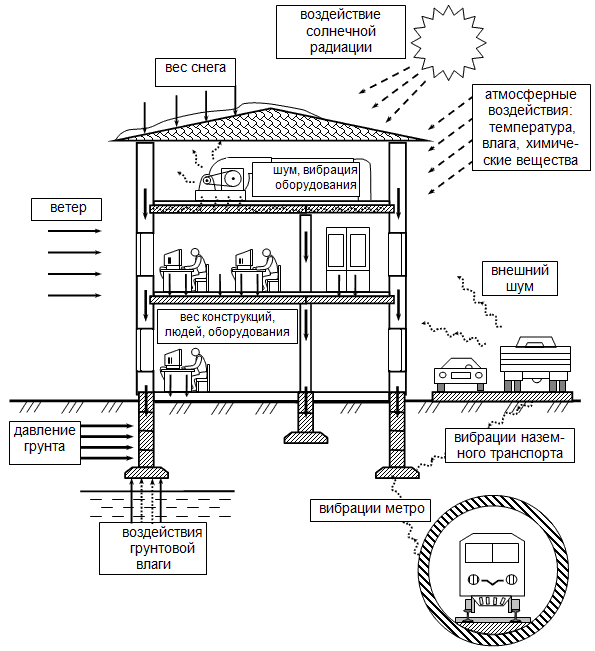 воздействие
солнечной
радиации
вес снега
атмосферные
воздействия:
температура,
влага, химиче-
ские вещества
шум, вибрация
оборудования
ветер
внешний
шум
вес конструкций,
людей, оборудования
давление
грунта
вибрации назем-
ного транспорта
вибрации метро
воздействия
грунтовой
влаги